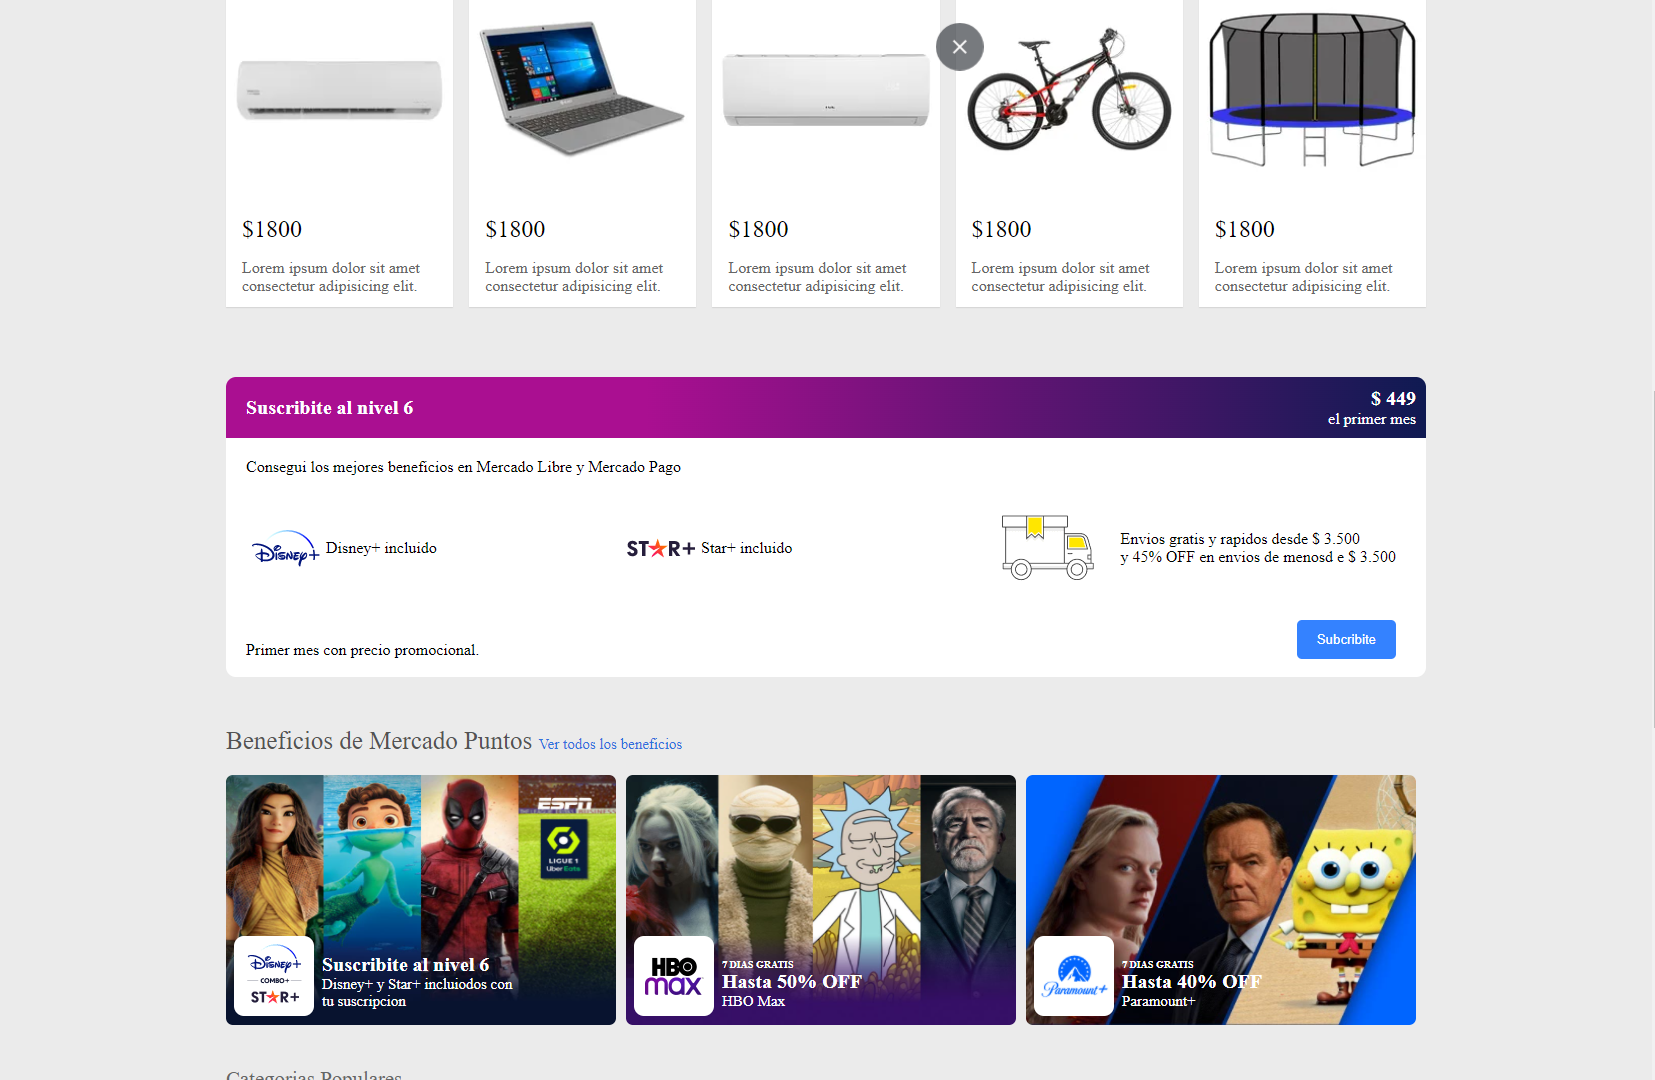 $1800
Lorem ipsum dolor sit amet
consectetur adipisicing elit.
$1800
Lorem ipsum dolor sit amet
consectetur adipisicing elit.
$1800
Lorem ipsum dolor sit amet
consectetur adipisicing elit.
$1800
Lorem ipsum dolor sit amet
consectetur adipisicing elit.
$1800
Lorem ipsum dolor sit amet
consectetur adipisicing elit.
Suscribite al nivel 6
$ 449
el primer mes
Consegui los mejores beneficios en Mercado Libre y Mercado Pago
Disney+
Disney+ incluido
STAR+
Star+ incluido
Envios gratis y rapidos desde $ 3.500
y 45% OFF en envios de menosd e $ 3.500
Primer mes con precio promocional.
Subcribite
Beneficios de Mercado Puntos
Ver todos los beneficios
ESPN
LIGUE 1
Uber Eats
Disney+
COMBO+
STAR+
Suscribite al nivel 6
Disney+ y Star+ incluiodos con
tu suscripcion
HBO
max
7 DIAS GRATIS
Hasta 50% OFF
HBO Max
Paramount+
7 DIAS GRATIS
Hasta 40% OFF
Paramount+
Categorias Populares